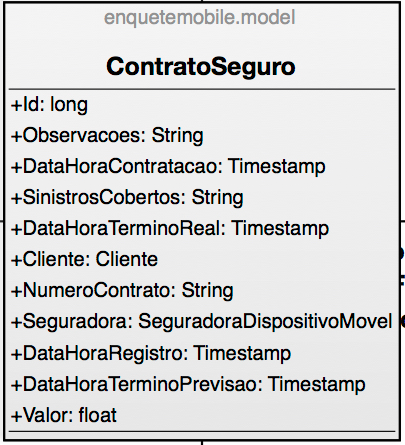 enquetemobile.model
ContratoSeguro
+Id: long
+Observacoes: String
+DataHoraContratacao: Timestamp
+SinistrosCobertos: String
+DataHoraTerminoReal: Timestamp
+Cliente: Cliente
+NumeroContrato: String
+Seguradora: SeguradoraDispositivoMovel
+DataHoraRegistro: Timestamp
+DataHoraTerminoPrevisao: Timestamp
+Valor: float